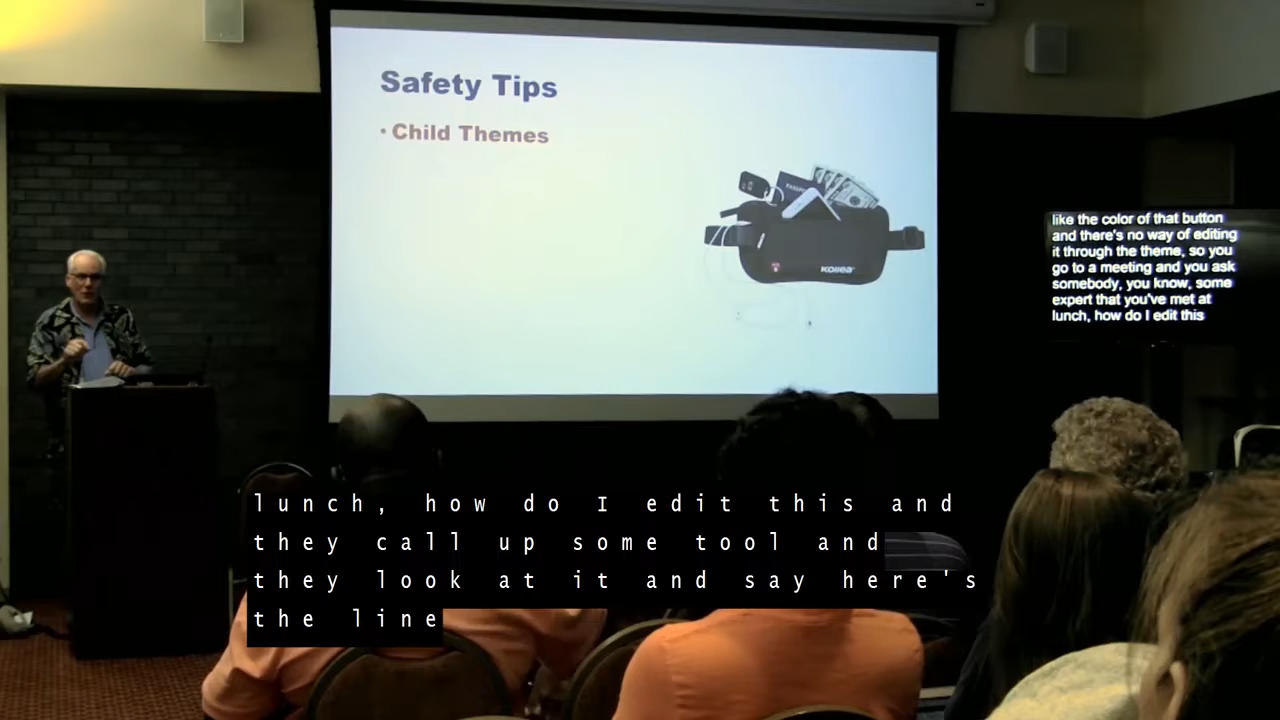 Safety Tips
• Child Themes
KOIIEA
like the color of that button
and there's no way of editing
it through the theme, so you
go to a meeting and you ask
somebody, you know, some
expert that you've met at
lunch, how do I edit this
lunch, how do I edit this and
they call up some tool and
they look at it and say here's
the line